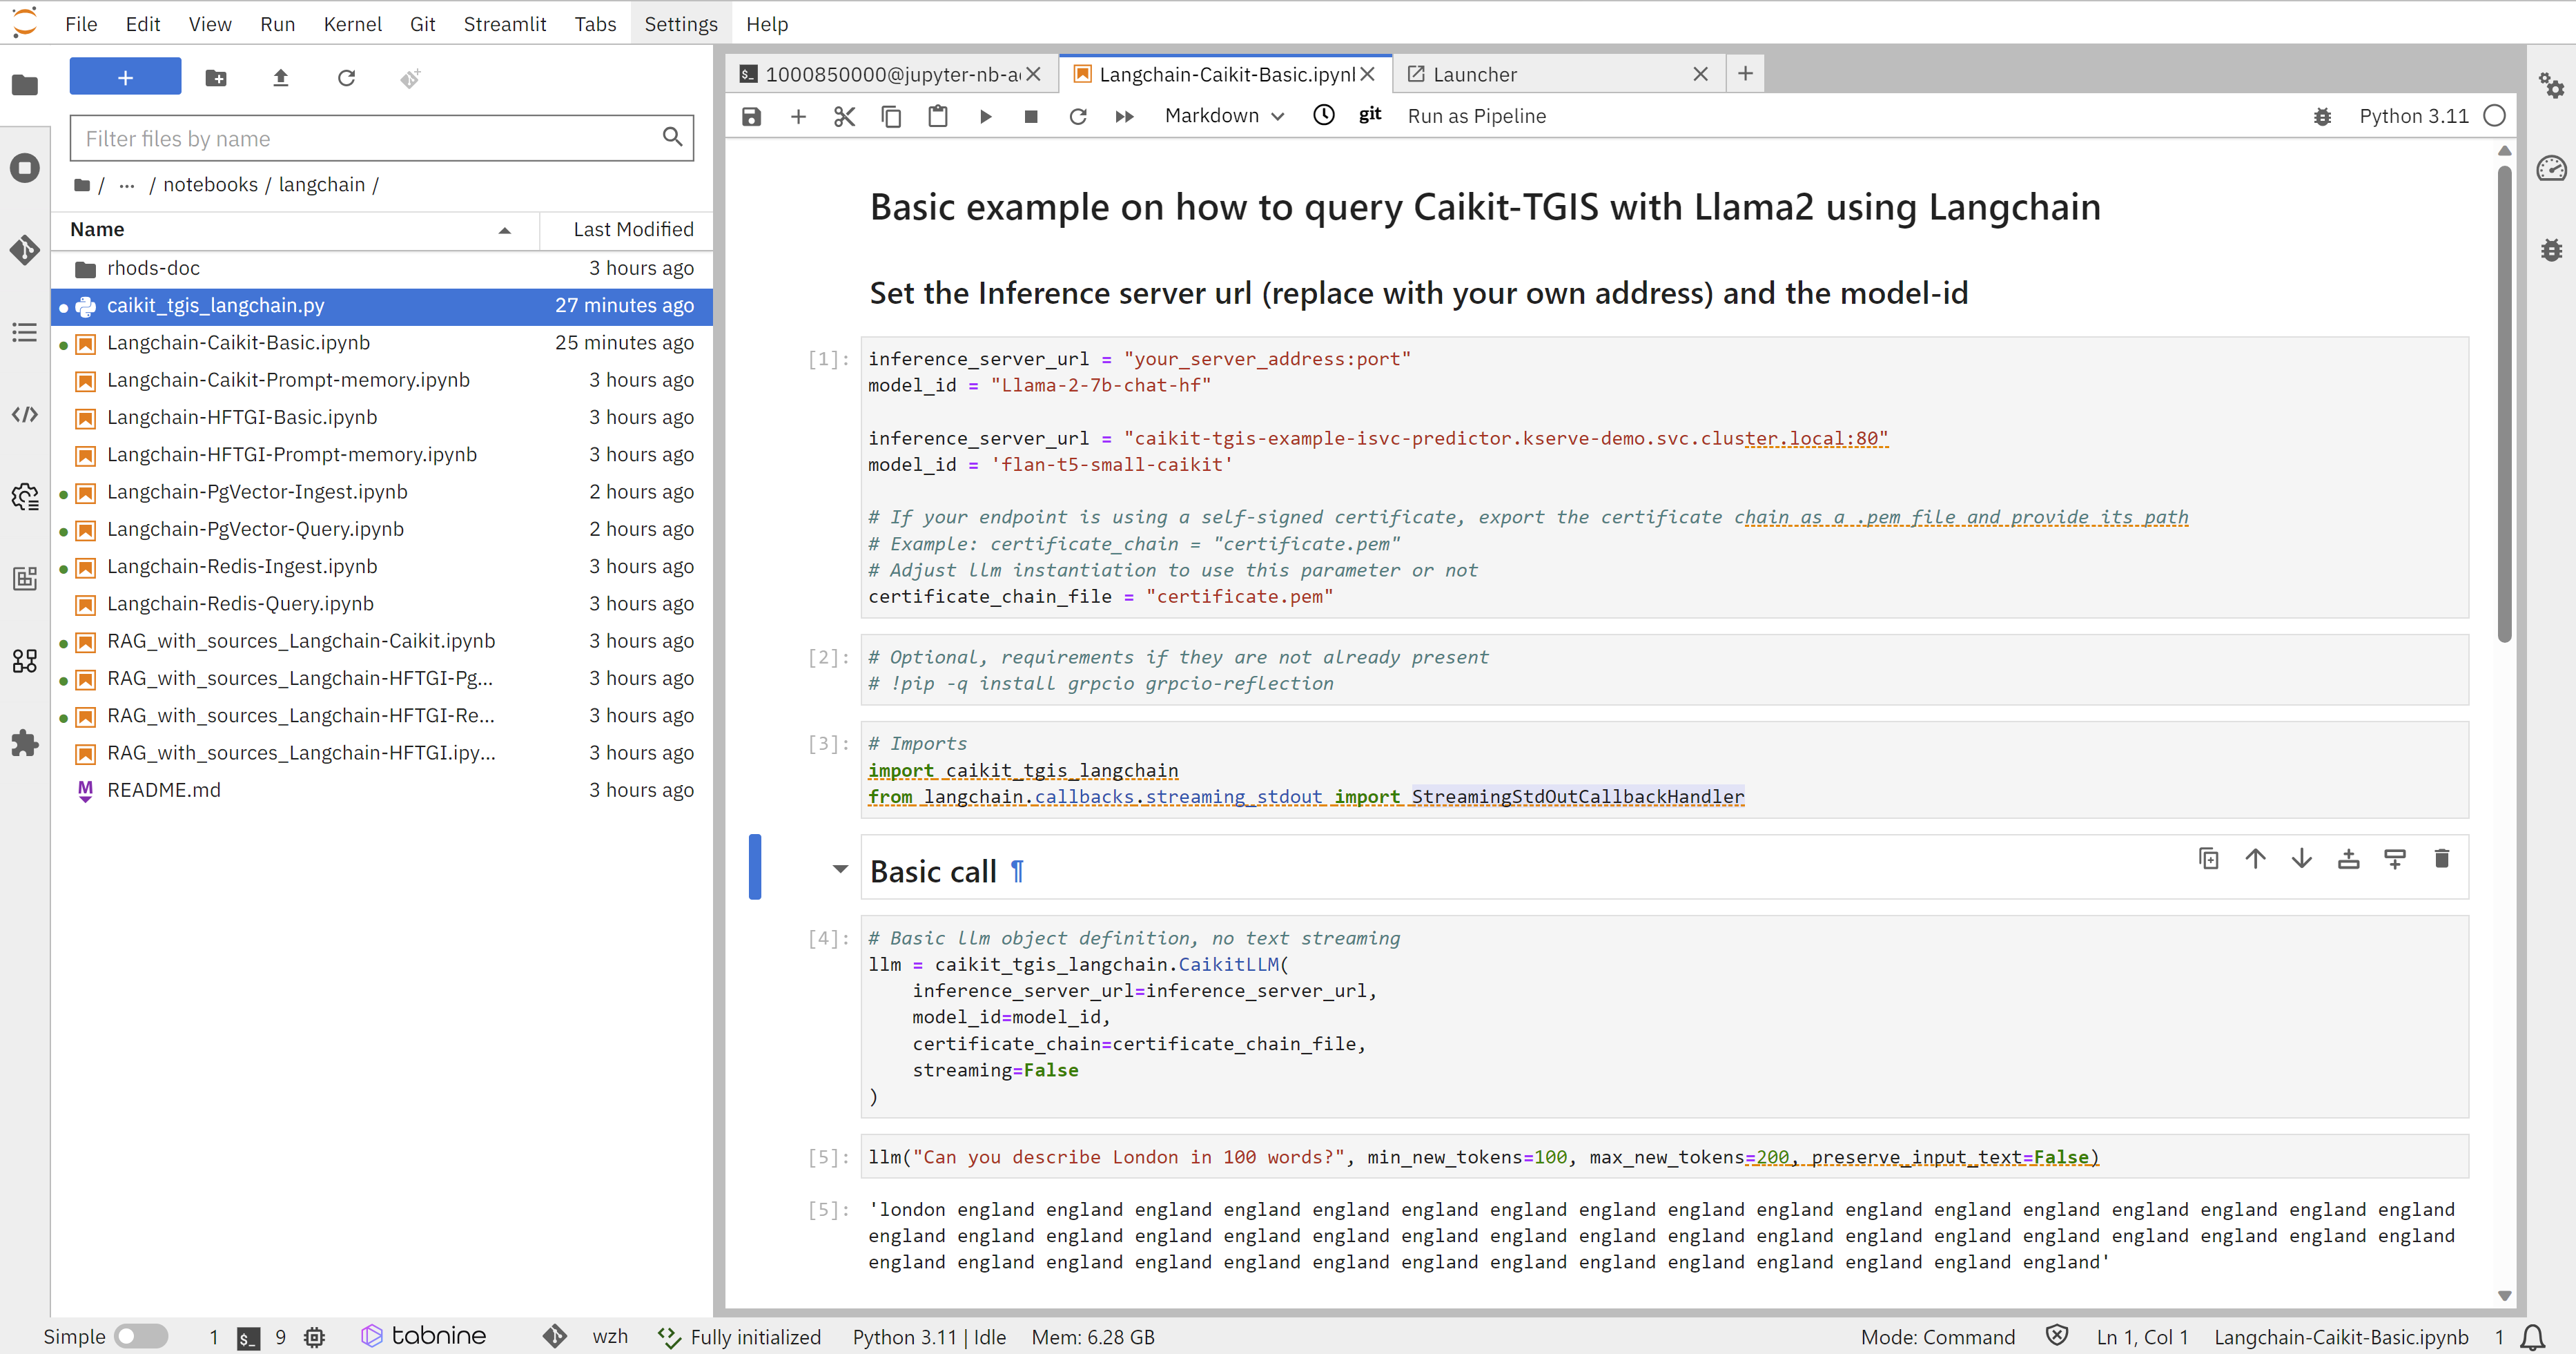 File Edit View Run Kernel Git Streamlit Tabs Settings Help
+
Filter files by name
/ ... / notebooks / langchain /
Name Last Modified
rhods-doc 3 hours ago
caikit_tgis_langchain.py 27 minutes ago
Langchain-Caikit-Basic.ipynb 25 minutes ago
Langchain-Caikit-Prompt-memory.ipynb 3 hours ago
Langchain-HFTGI-Basic.ipynb 3 hours ago
Langchain-HFTGI-Prompt-memory.ipynb 3 hours ago
Langchain-PgVector-Ingest.ipynb 2 hours ago
Langchain-PgVector-Query.ipynb 2 hours ago
Langchain-Redis-Ingest.ipynb 3 hours ago
Langchain-Redis-Query.ipynb 3 hours ago
RAG_with_sources_Langchain-Caikit.ipynb 3 hours ago
RAG_with_sources_Langchain-HFTGI-Pg... 3 hours ago
RAG_with_sources_Langchain-HFTGI-Re... 3 hours ago
RAG_with_sources_Langchain-HFTGI.ipy... 3 hours ago
README.md 3 hours ago
1000850000@jupyter-nb-a Langchain-Caikit-Basic.ipynl Launcher
Markdown git Run as Pipeline Python 3.11
Basic example on how to query Caikit-TGIS with Llama2 using Langchain
Set the Inference server url (replace with your own address) and the model-id
[1]: inference_server_url = "your_server_address:port"
model_id = "Llama-2-7b-chat-hf"
inference_server_url = "caikit-tgis-example-isvc-predictor.kserve-demo.svc.cluster.local:80"
model_id = 'flan-t5-small-caikit'
# If your endpoint is using a self-signed certificate, export the certificate chain as a .pem file and provide its path
# Example: certificate_chain = "certificate.pem"
# Adjust llm instantiation to use this parameter or not
certificate_chain_file = "certificate.pem"
[2]: # Optional, requirements if they are not already present
# !pip -q install grpcio grpcio-reflection
[3]: # Imports
import caikit_tgis_langchain
from langchain.callbacks.streaming_stdout import StreamingStdOutCallbackHandler
Basic call ¶
[4]: # Basic llm object definition, no text streaming
llm = caikit_tgis_langchain.CaikitLLM(
inference_server_url=inference_server_url,
model_id=model_id,
certificate_chain=certificate_chain_file,
streaming=False
)
[5]: llm("Can you describe London in 100 words?", min_new_tokens=100, max_new_tokens=200, preserve_input_text=False)
[5]: 'london england england england england england england england england england england england england england england england england england
england england england england england england england england england england england england england england england england england england
england england england england england england england england england england england england england england'
Simple 1 $_ 9 tabnine wzh Fully initialized Python 3.11 | Idle Mem: 6.28 GB Mode: Command Ln 1, Col 1 Langchain-Caikit-Basic.ipynb 1